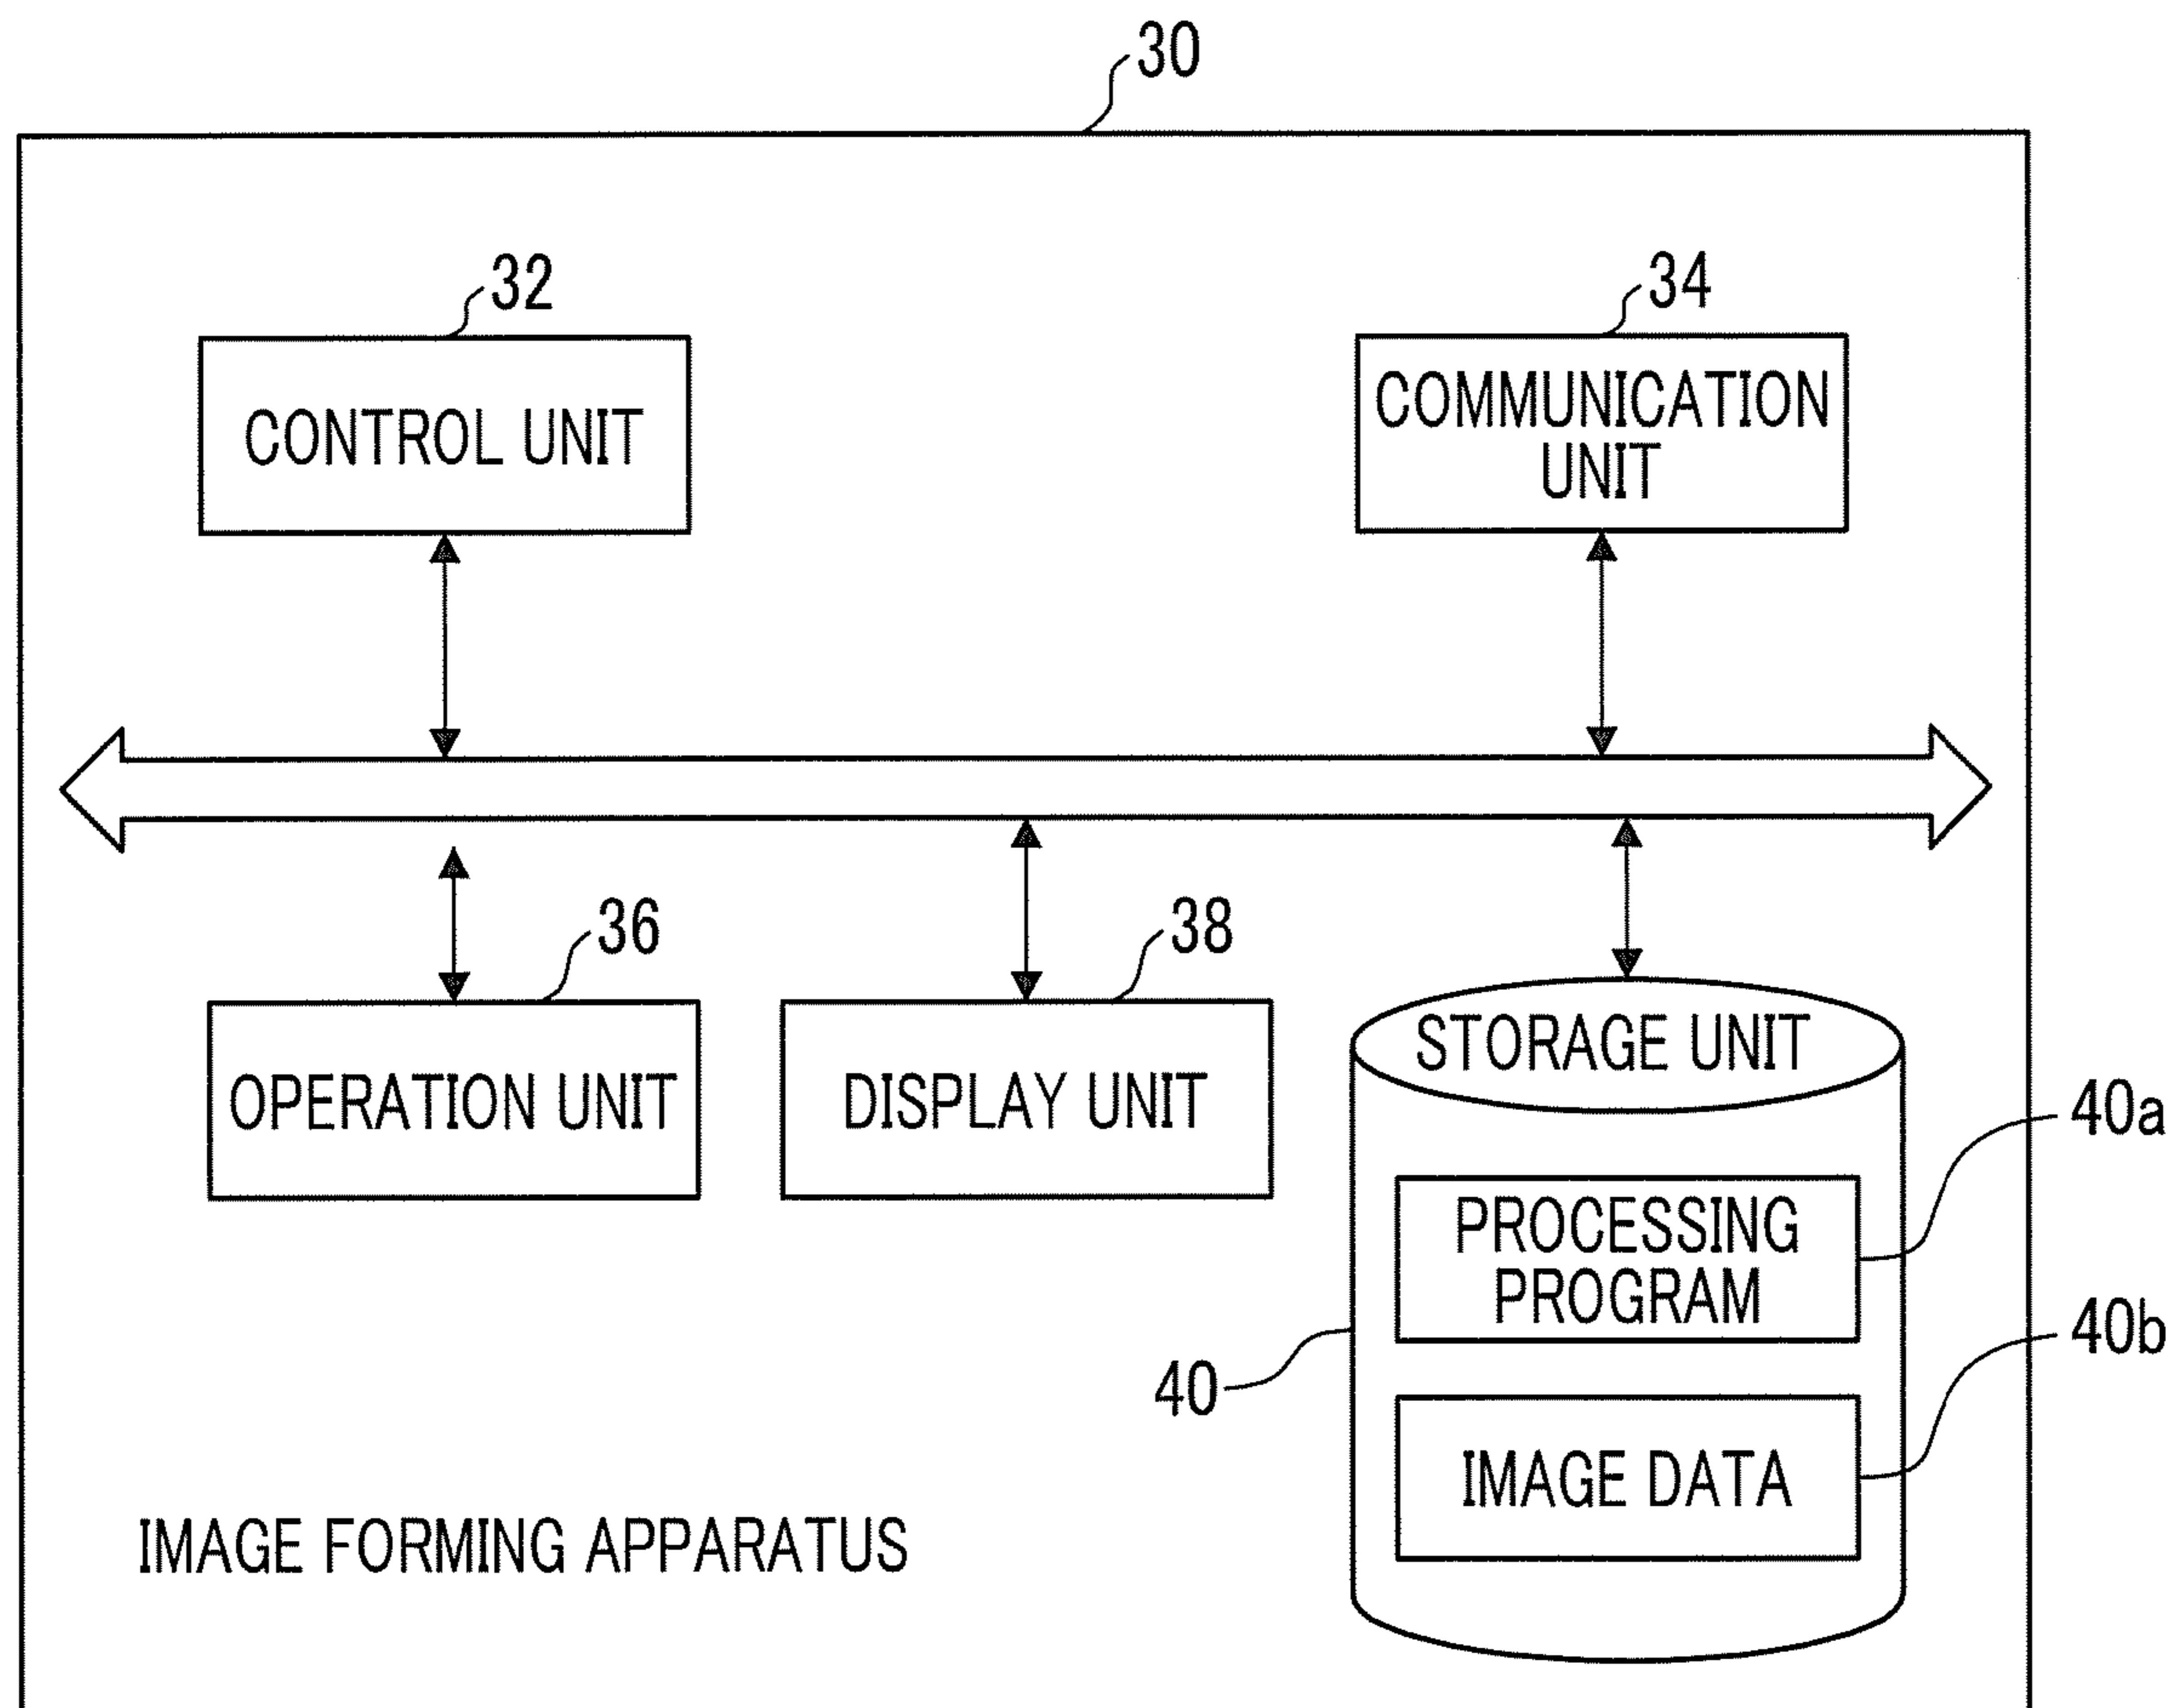 30
32
34
CONTROL UNIT
COMMUNICATION
UNIT
36
38
OPERATION UNIT
DISPLAY UNIT
STORAGE UNIT
40a
PROCESSING
PROGRAM
40b
40
IMAGE DATA
IMAGE FORMING APPARATUS